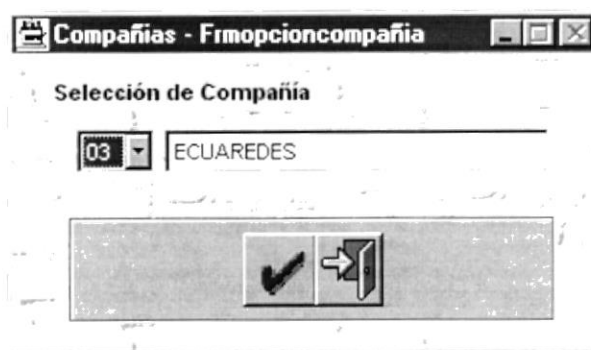 Compañias - Frmopcioncompañia
Selección de Compañía
03 ECUAREDES